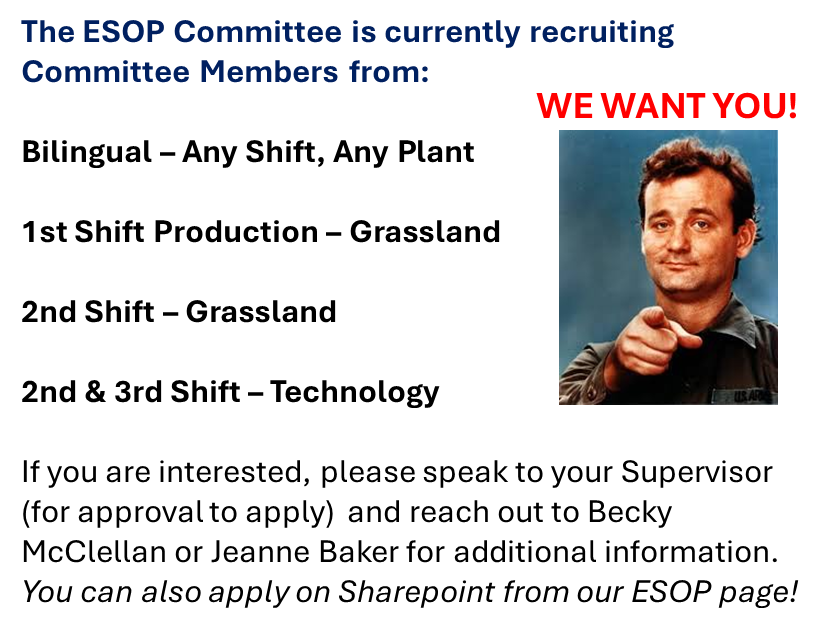 The ESOP Committee is currently recruiting
Committee Members from:
WE WANT YOU!
Bilingual – Any Shift, Any Plant
1st Shift Production – Grassland
2nd Shift – Grassland
2nd & 3rd Shift – Technology
U.S. ARMY
If you are interested, please speak to your Supervisor
(for approval to apply) and reach out to Becky
McClellan or Jeanne Baker for additional information.
You can also apply on Sharepoint from our ESOP page!